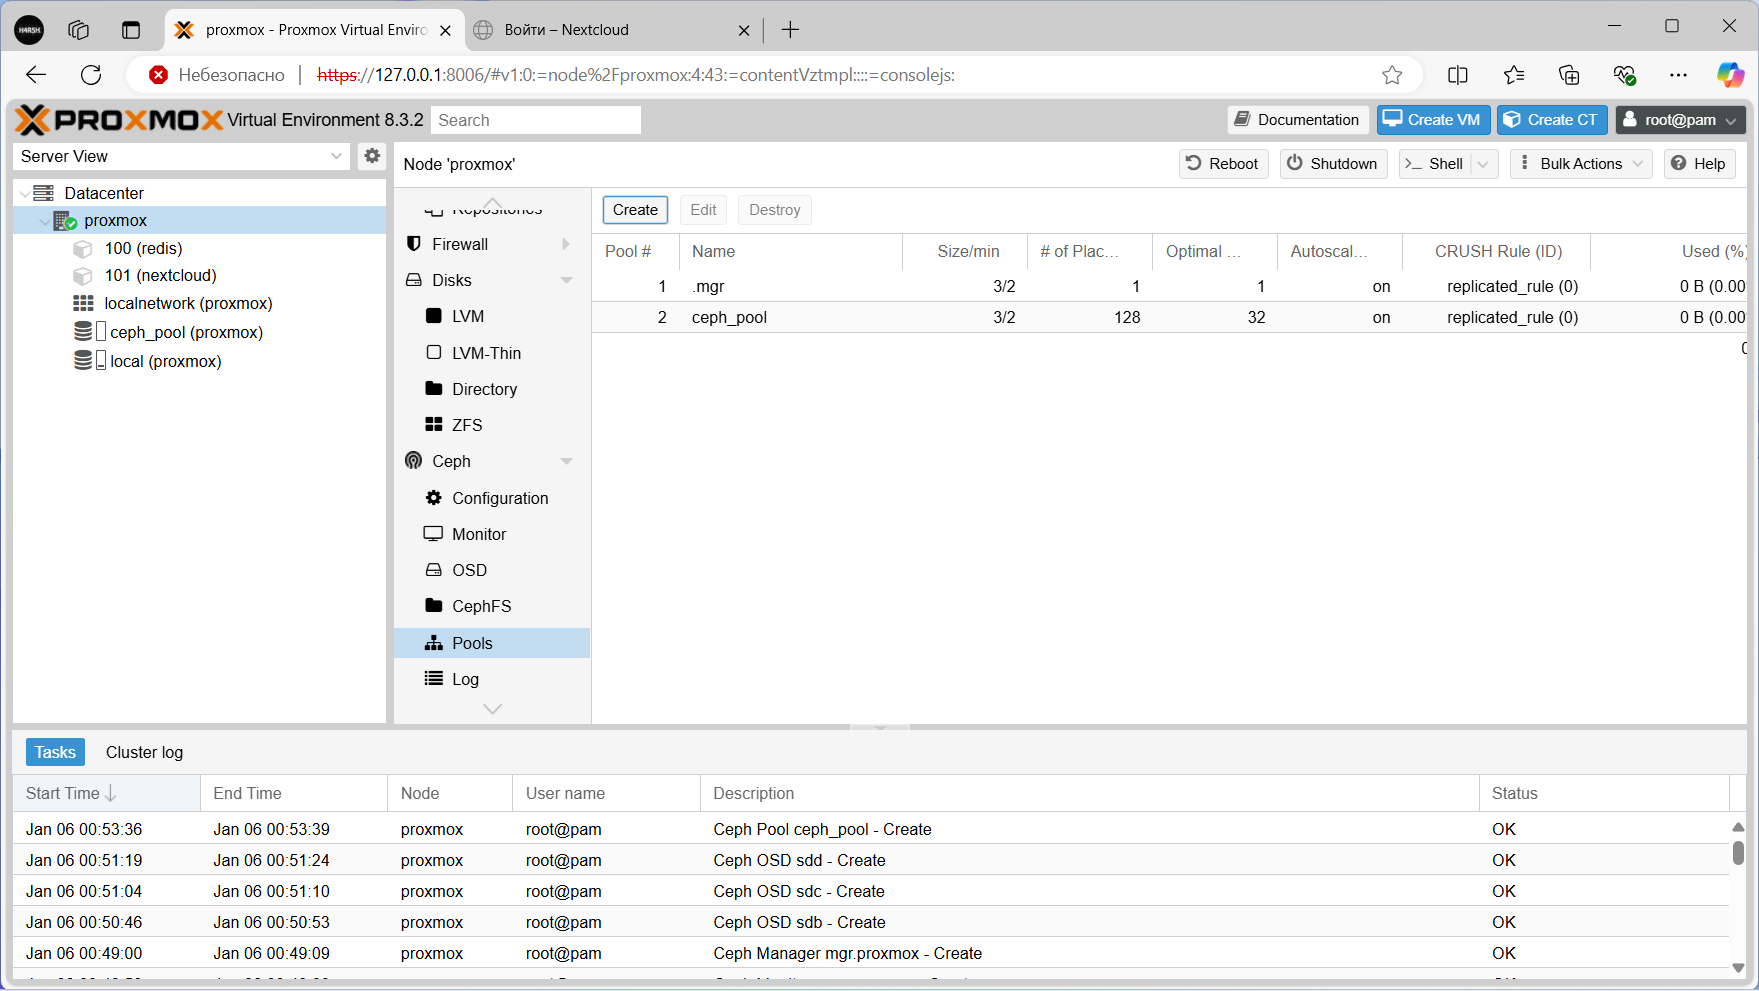 HARSH
proxmox - Proxmox Virtual Enviro
Войти – Nextcloud
Небезопасно
https://127.0.0.1:8006/#v1:0:=node%2Fproxmox:4:43:=contentVztmpl::::=consolejs:
PROXMOX Virtual Environment 8.3.2
Search
Documentation
Create VM
Create CT
root@pam
Server View
Node 'proxmox'
Reboot
Shutdown
Shell
Bulk Actions
Help
Datacenter
proxmox
100 (redis)
101 (nextcloud)
localnetwork (proxmox)
ceph_pool (proxmox)
local (proxmox)
Repositories
Firewall
Disks
LVM
LVM-Thin
Directory
ZFS
Ceph
Configuration
Monitor
OSD
CephFS
Pools
Log
Create Edit Destroy
Pool # Name Size/min # of Plac... Optimal ... Autoscal... CRUSH Rule (ID) Used (%)
1 .mgr 3/2 1 1 on replicated_rule (0) 0 B (0.00
2 ceph_pool 3/2 128 32 on replicated_rule (0) 0 B (0.00
0
Tasks Cluster log
Start Time End Time Node User name Description Status
Jan 06 00:53:36 Jan 06 00:53:39 proxmox root@pam Ceph Pool ceph_pool - Create OK
Jan 06 00:51:19 Jan 06 00:51:24 proxmox root@pam Ceph OSD sdd - Create OK
Jan 06 00:51:04 Jan 06 00:51:10 proxmox root@pam Ceph OSD sdc - Create OK
Jan 06 00:50:46 Jan 06 00:50:53 proxmox root@pam Ceph OSD sdb - Create OK
Jan 06 00:49:00 Jan 06 00:49:09 proxmox root@pam Ceph Manager mgr.proxmox - Create OK